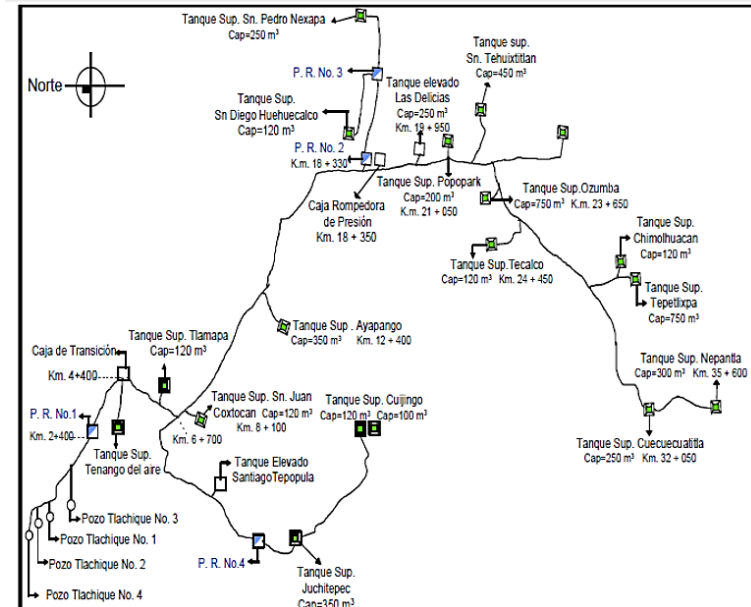 Tanque Sup. Sn. Pedro Nexapa
Cap=250 m³
Norte
P. R. No. 3
Tanque Sup.
Sn Diego Huehuecalco
Cap=120 m³
Tanque elevado
Las Delicias
Cap=250 m³
Km. 19 + 950
Tanque sup.
Sn. Tehuixtitlan
Cap=450 m³
P. R. No. 2
K.m. 18 + 330
Caja Rompedora
de Presión
Km. 18 + 350
Tanque Sup. Popopark
Cap=200 m³
K.m. 21 + 050
Tanque Sup.Ozumba
Cap=750 m³ K.m. 23 + 650
Tanque Sup.Tecalco
Cap=120 m³ Km. 24 + 450
Tanque Sup.
Chimolhuacan
Cap=120 m³
Tanque Sup.
Tepetlixpa
Cap=750 m³
Tanque Sup . Ayapango
Cap=350 m³ Km. 12 + 400
Tanque Sup. Tlamapa
Cap=120 m³
Caja de Transición
Km. 4+400
Tanque Sup. Nepantla
Cap=300 m³ Km. 35 + 600
Tanque Sup. Sn. Juan
Coxtocan Cap=120 m³
Km. 8 + 100
Tanque Sup. Cuijingo
Cap=120 m³ Cap=100 m³
P. R. No.1
Km. 2+400
Km. 6 + 700
Tanque Sup.
Tenango del aire
Tanque Sup. Cuecuecuatitla
Cap=250 m³ Km. 32 + 050
Tanque Elevado
SantiagoTepopula
Pozo Tlachique No. 3
Pozo Tlachique No. 1
Pozo Tlachique No. 2
Pozo Tlachique No. 4
P. R. No.4
Tanque Sup.
Juchitepec
Cap=350 m³